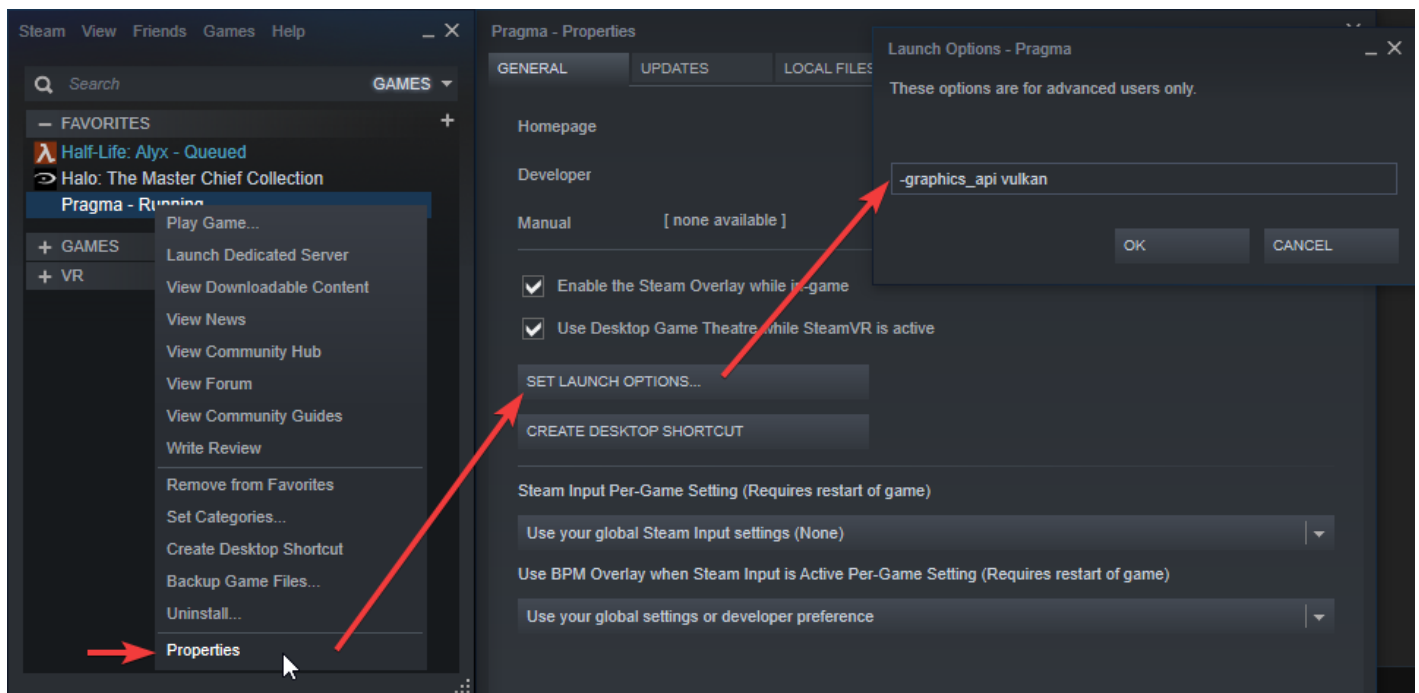 Steam View Friends Games Help
Search GAMES
FAVORITES
Half-Life: Alyx - Queued
Halo: The Master Chief Collection
Pragma - Running
GAMES
VR
Play Game...
Launch Dedicated Server
View Downloadable Content
View News
View Community Hub
View Forum
View Community Guides
Write Review
Remove from Favorites
Set Categories...
Create Desktop Shortcut
Backup Game Files...
Uninstall...
Properties
Pragma - Properties
GENERAL UPDATES LOCAL FILES
Homepage
Developer
Manual [ none available ]
Enable the Steam Overlay while in-game
Use Desktop Game Theatre while SteamVR is active
SET LAUNCH OPTIONS...
CREATE DESKTOP SHORTCUT
Steam Input Per-Game Setting (Requires restart of game)
Use your global Steam Input settings (None)
Use BPM Overlay when Steam Input is Active Per-Game Setting (Requires restart of game)
Use your global settings or developer preference
Launch Options - Pragma
These options are for advanced users only.
-graphics_api vulkan
OK CANCEL